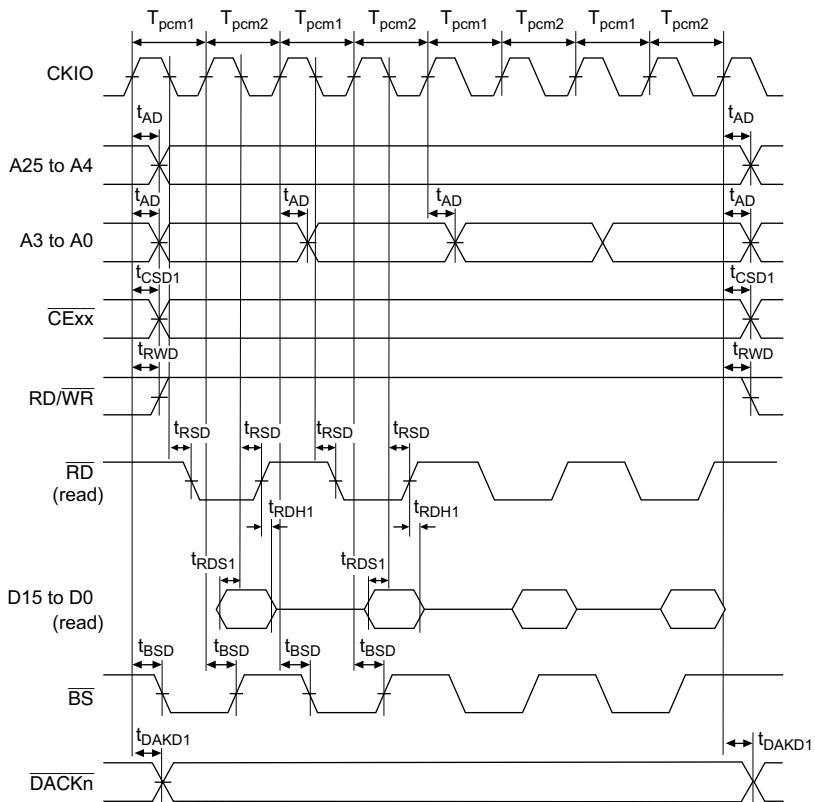 Tpcm1 Tpcm2 Tpcm1 Tpcm2 Tpcm1 Tpcm2 Tpcm1 Tpcm2
CKIO
tAD tAD
A25 to A4
tAD tAD tAD tAD
A3 to A0
tCSD1 tCSD1
CExx
tRWD tRWD
RD/WR
tRSD tRSD tRSD tRSD
RD
(read)
tRDH1 tRDH1
tRDS1 tRDS1
D15 to D0
(read)
tBSD tBSD tBSD tBSD
BS
tDAKD1 tDAKD1
DACKn